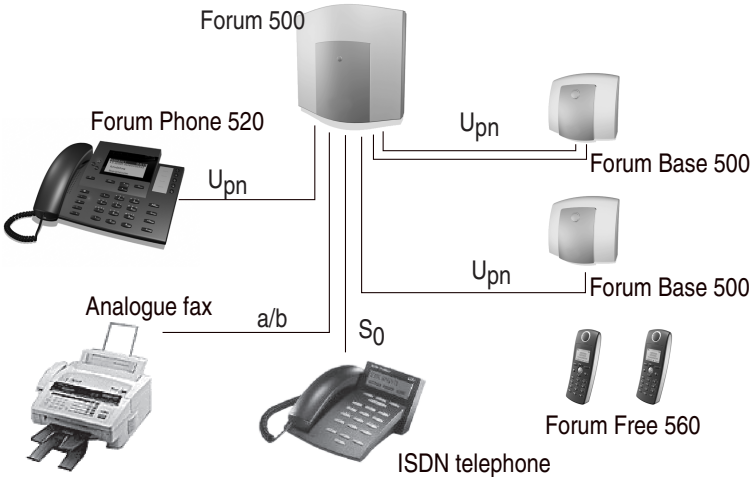 Forum 500
Forum Phone 520
Upn
Upn
Forum Base 500
Upn
Forum Base 500
Analogue fax
a/b
S0
Forum Free 560
ISDN telephone